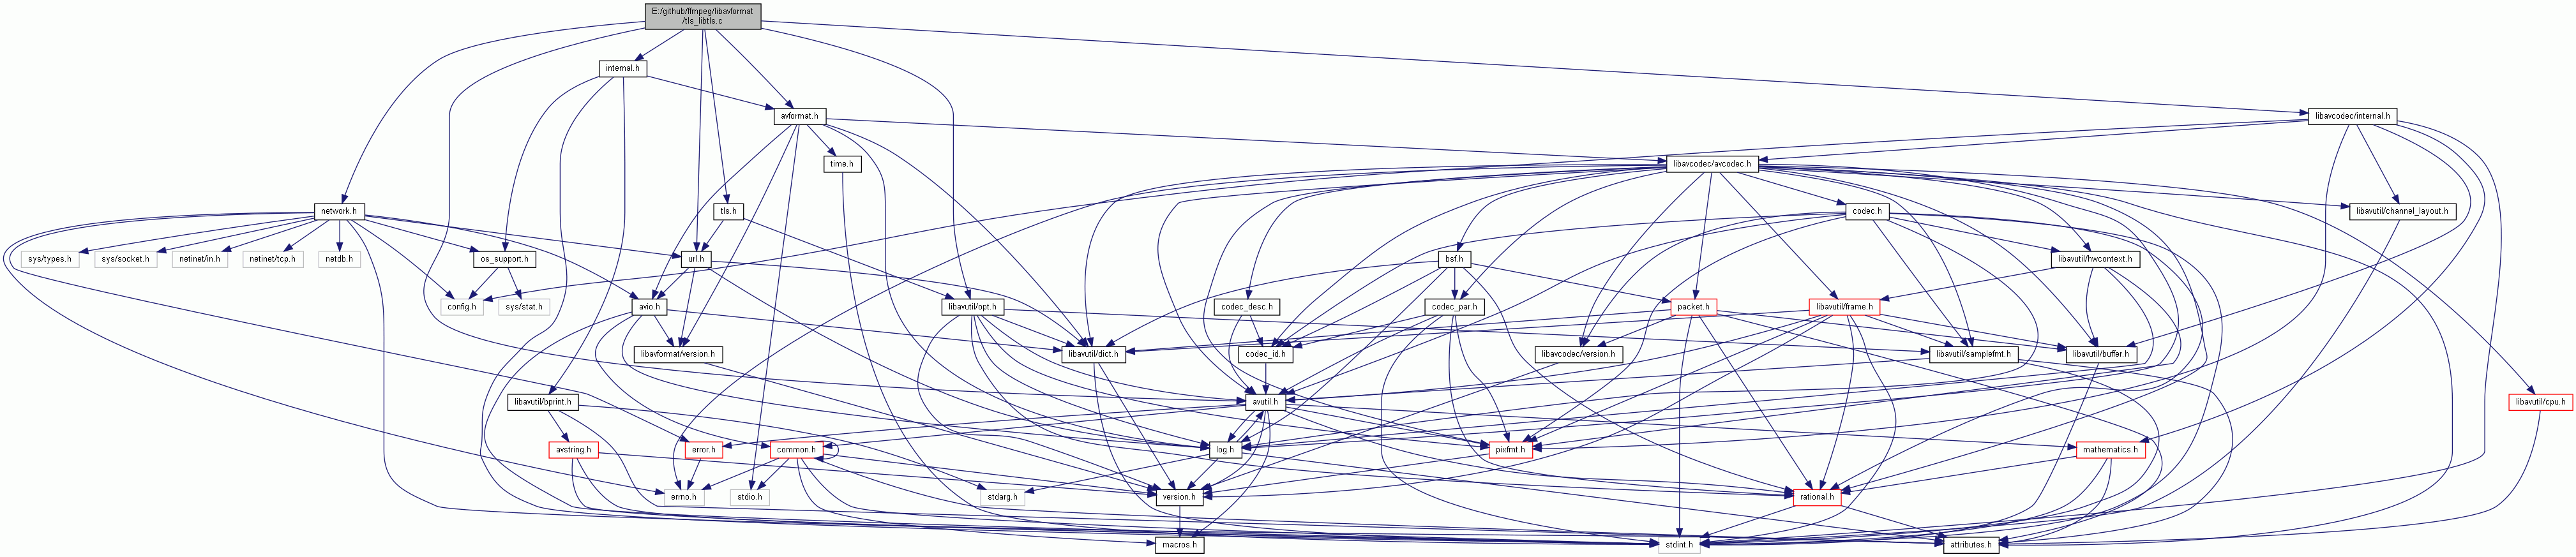 E:/github/ffmpeg/libavformat
/tls_libtls.c
internal.h
avformat.h
libavcodec/internal.h
time.h
libavcodec/avcodec.h
network.h
tls.h
codec.h
libavutil/channel_layout.h
sys/types.h
sys/socket.h
netinet/in.h
netinet/tcp.h
netdb.h
os_support.h
url.h
bsf.h
libavutil/hwcontext.h
config.h
sys/stat.h
avio.h
libavutil/opt.h
codec_desc.h
codec_par.h
packet.h
libavutil/frame.h
libavformat/version.h
libavutil/dict.h
codec_id.h
libavcodec/version.h
libavutil/samplefmt.h
libavutil/buffer.h
libavutil/bprint.h
avutil.h
libavutil/cpu.h
avstring.h
error.h
common.h
log.h
pixfmt.h
mathematics.h
errno.h
stdio.h
stdarg.h
version.h
rational.h
macros.h
stdint.h
attributes.h